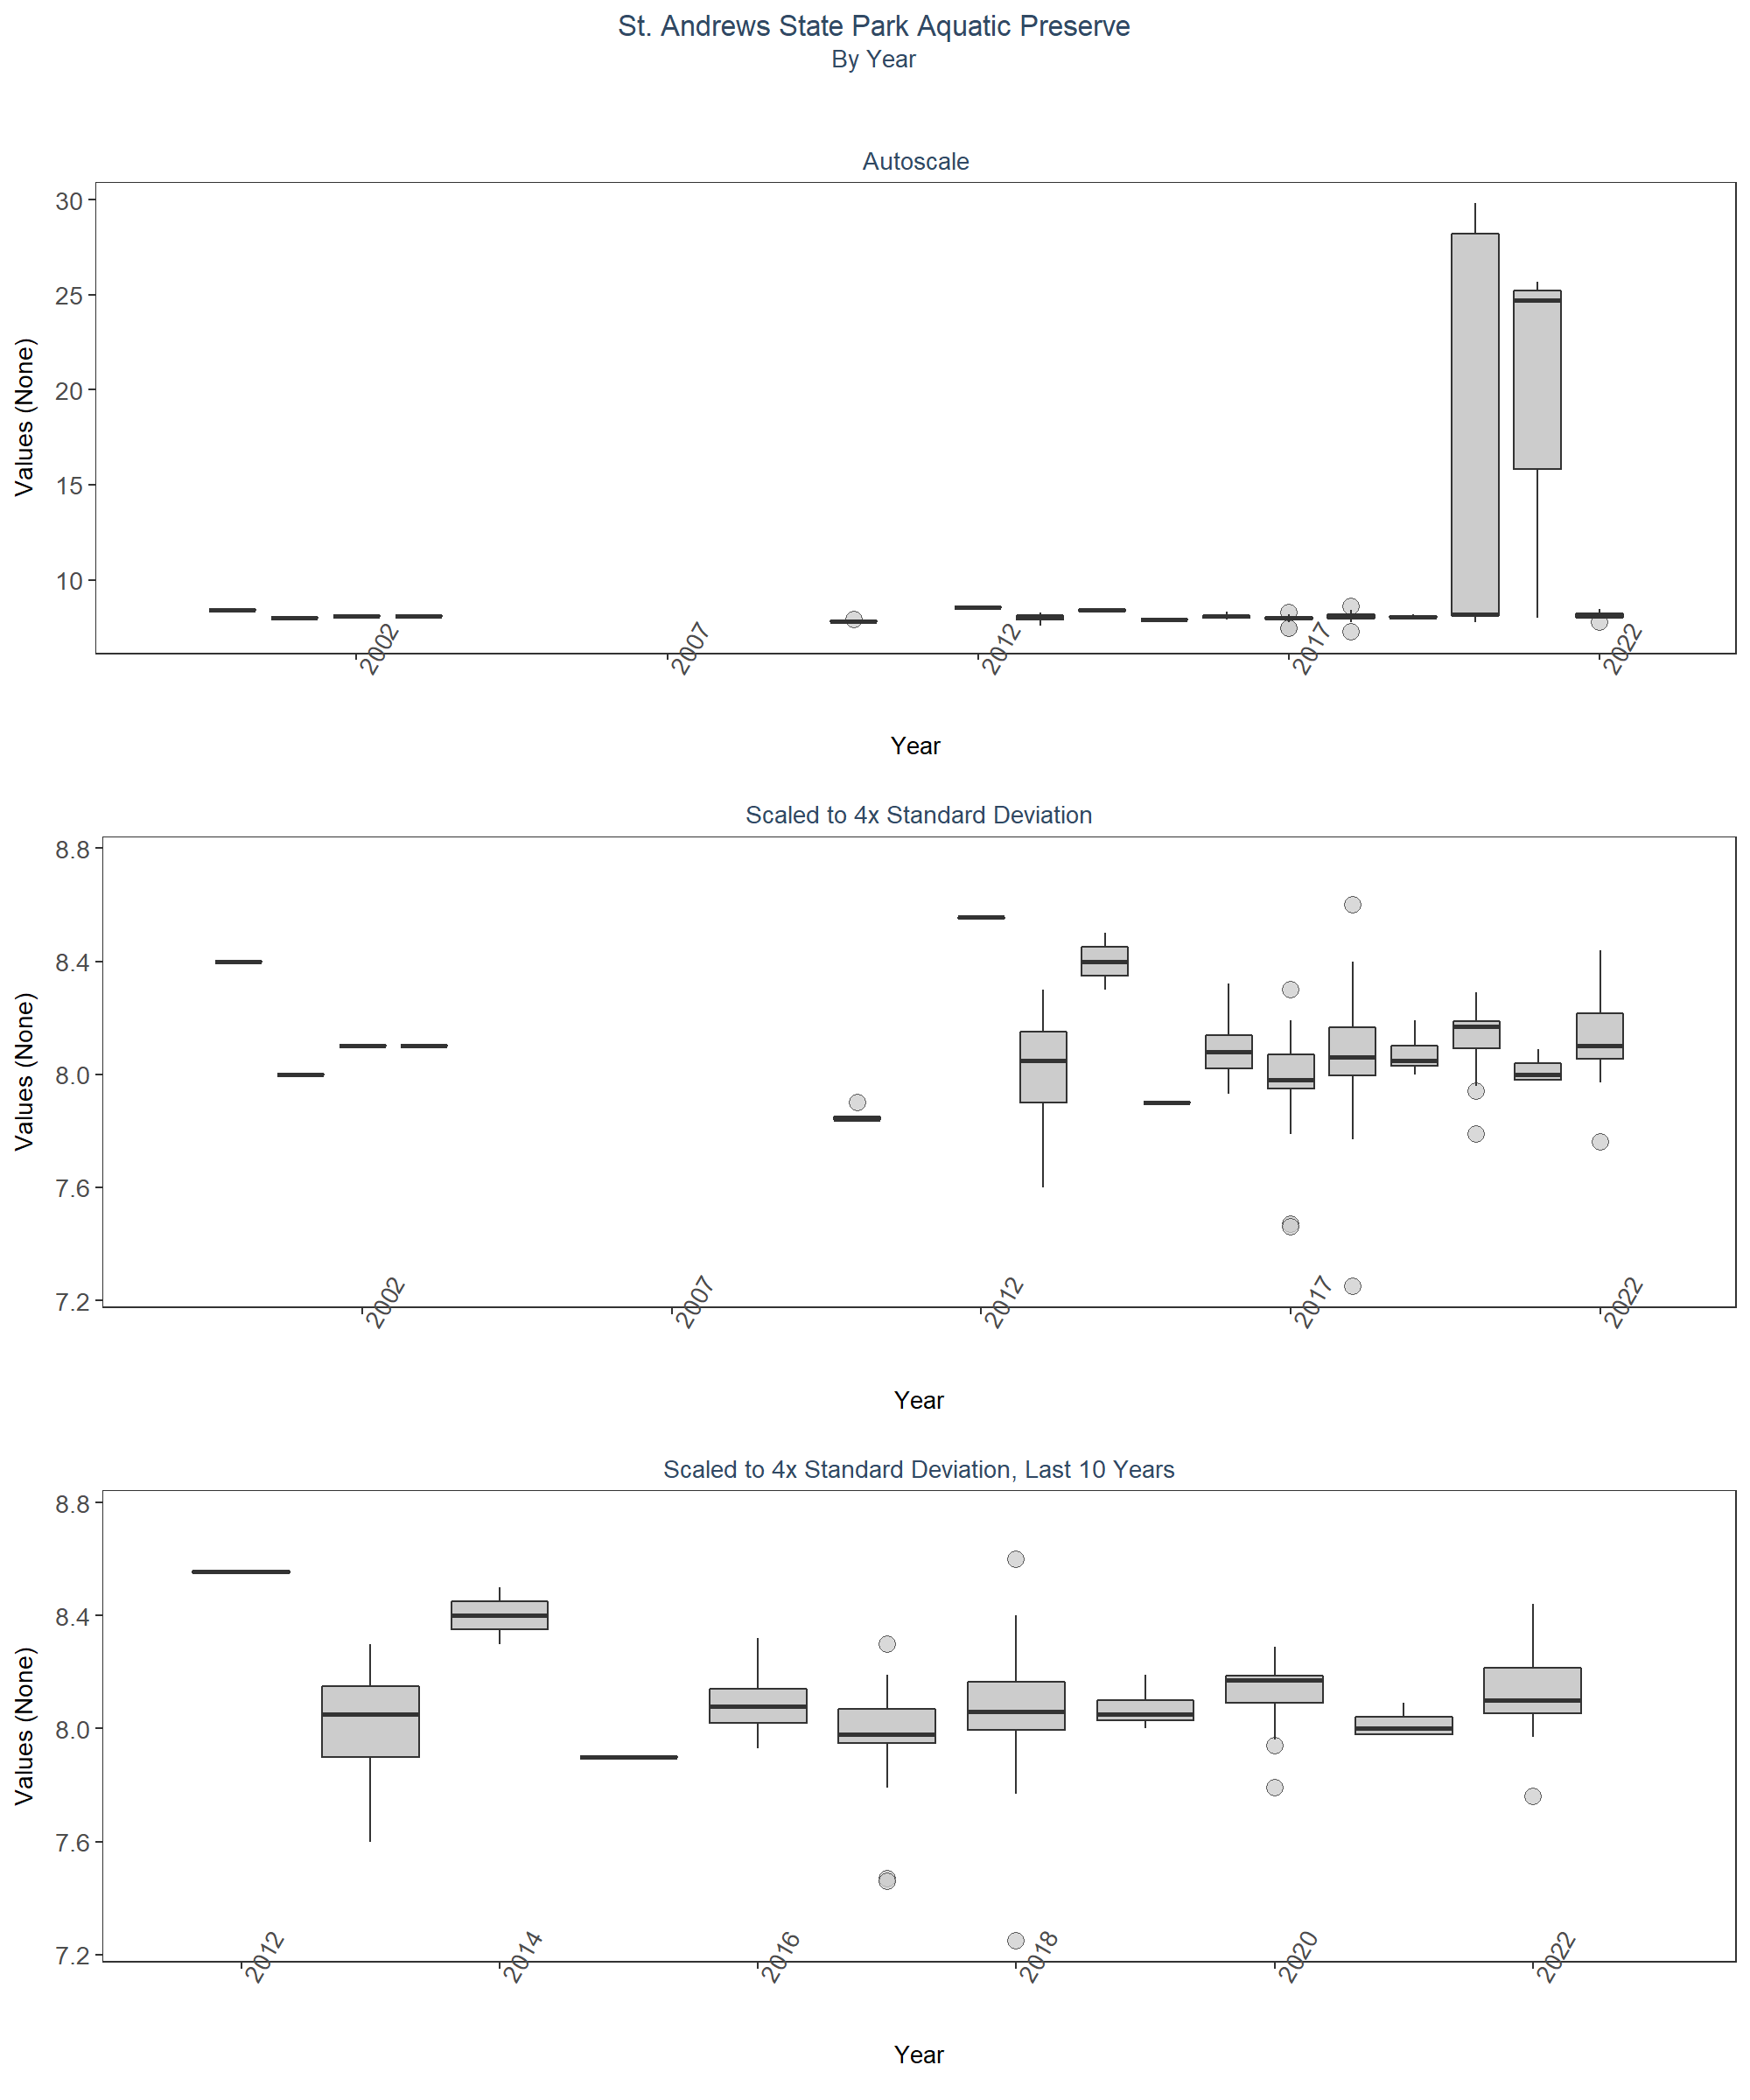 St. Andrews State Park Aquatic Preserve
By Year
Autoscale
Values (None)
30
25
20
15
10
2002
2007
2012
2017
2022
Year
Scaled to 4x Standard Deviation
Values (None)
8.8
8.4
8.0
7.6
7.2
2002
2007
2012
2017
2022
Year
Scaled to 4x Standard Deviation, Last 10 Years
Values (None)
8.8
8.4
8.0
7.6
7.2
2012
2014
2016
2018
2020
2022
Year